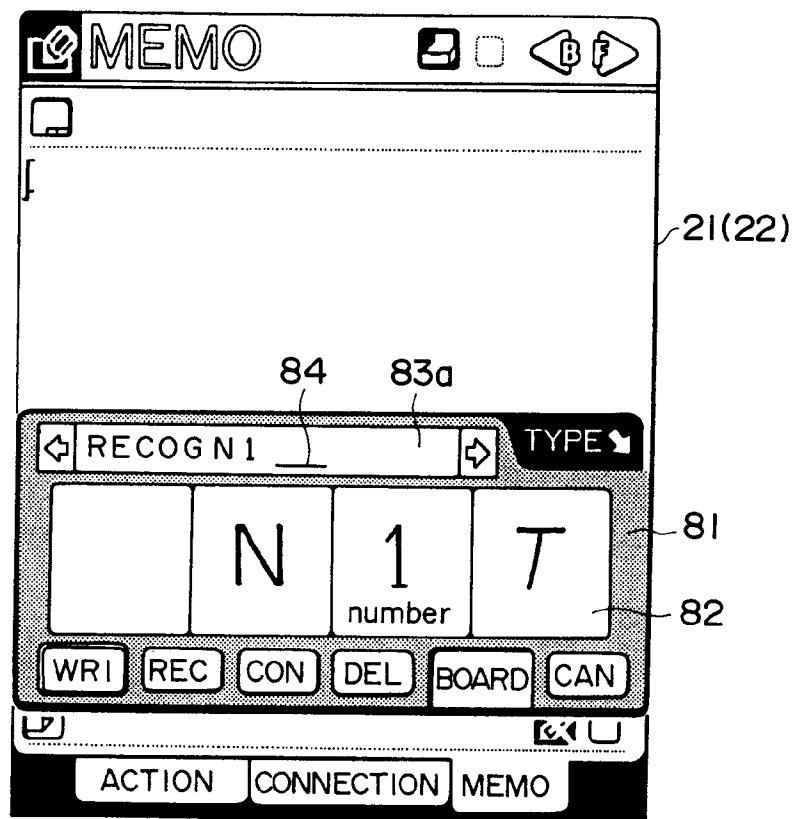 MEMO B F
21(22)
84 83a
RECOGN1 TYPE
81
N 1 T
number
82
WRI REC CON DEL BOARD CAN
ACTION CONNECTION MEMO